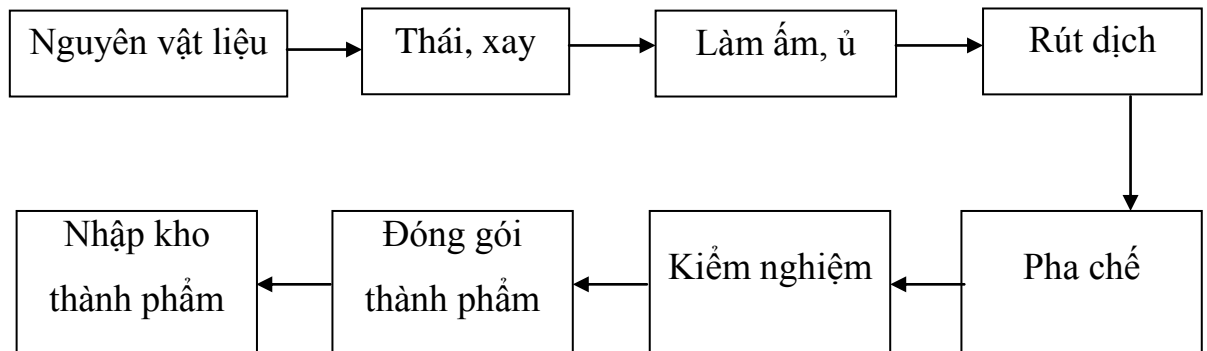 Nguyên vật liệu
Thái, xay
Làm ấm, ủ
Rút dịch
Pha chế
Kiểm nghiệm
Đóng gói
thành phẩm
Nhập kho
thành phẩm